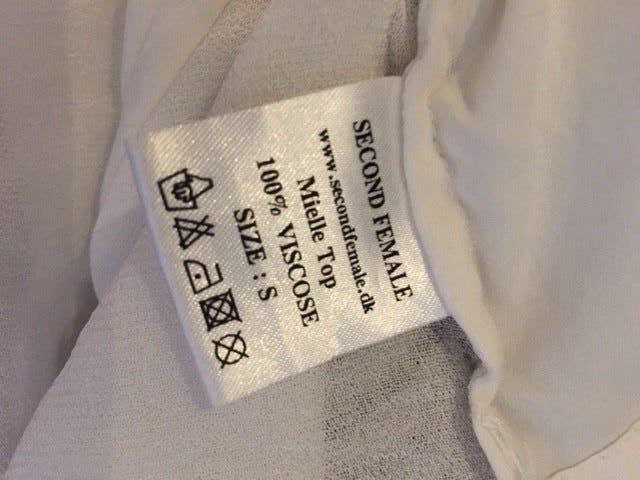 SECOND FEMALE
www.secondfemale.dk
Mielle Top
100% VISCOSE
SIZE : S